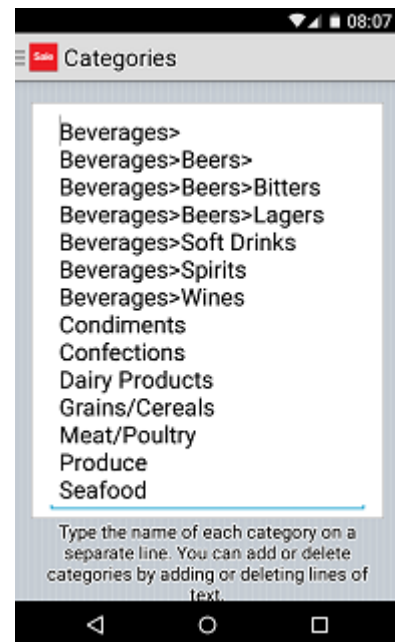 08:07
Sale Categories
Beverages>
Beverages>Beers>
Beverages>Beers>Bitters
Beverages>Beers>Lagers
Beverages>Soft Drinks
Beverages>Spirits
Beverages>Wines
Condiments
Confections
Dairy Products
Grains/Cereals
Meat/Poultry
Produce
Seafood
Type the name of each category on a
separate line. You can add or delete
categories by adding or deleting lines of
text.